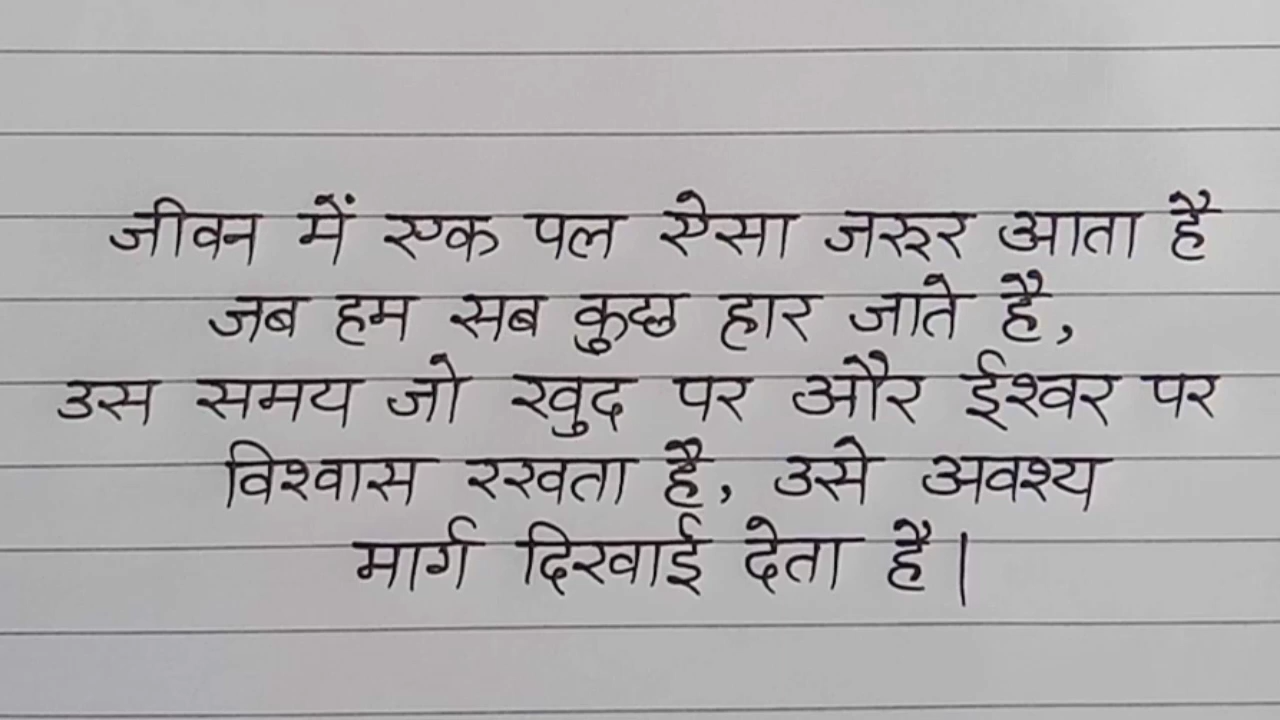 जीवन में एक पल ऐसा जरुर आता है
जब हम सब कुछ हार जाते है,
उस समय जो खुद पर और ईश्वर पर
विश्वास रखता है, उसे अवश्य
मार्ग दिखाई देता है।